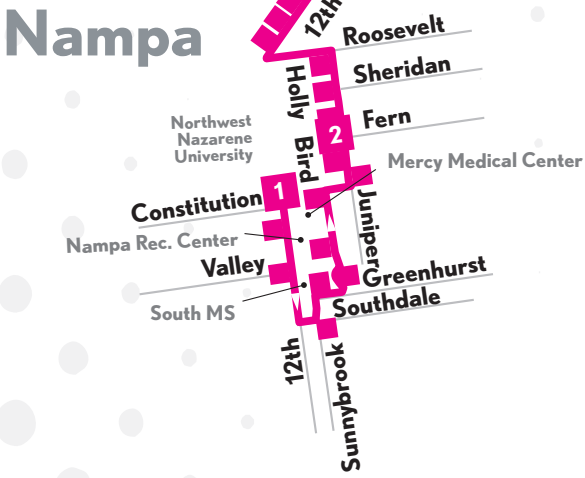 Nampa
12th
Roosevelt
Holly
Sheridan
Northwest
Nazarene
University
2
Fern
Bird
Mercy Medical Center
1
Constitution
Juniper
Nampa Rec. Center
Valley
Greenhurst
South MS
Southdale
12th
Sunnybrook